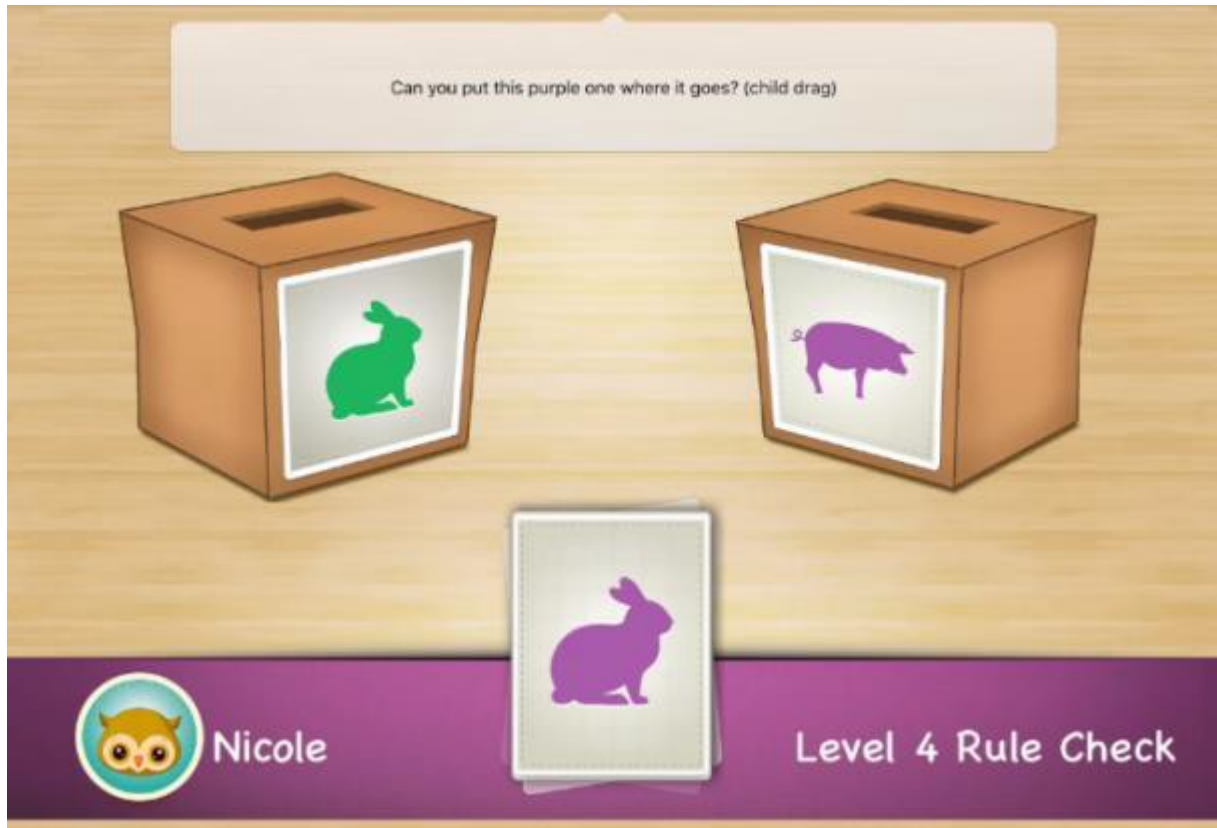 Can you put this purple one where it goes? (child drag)
Nicole
Level 4 Rule Check